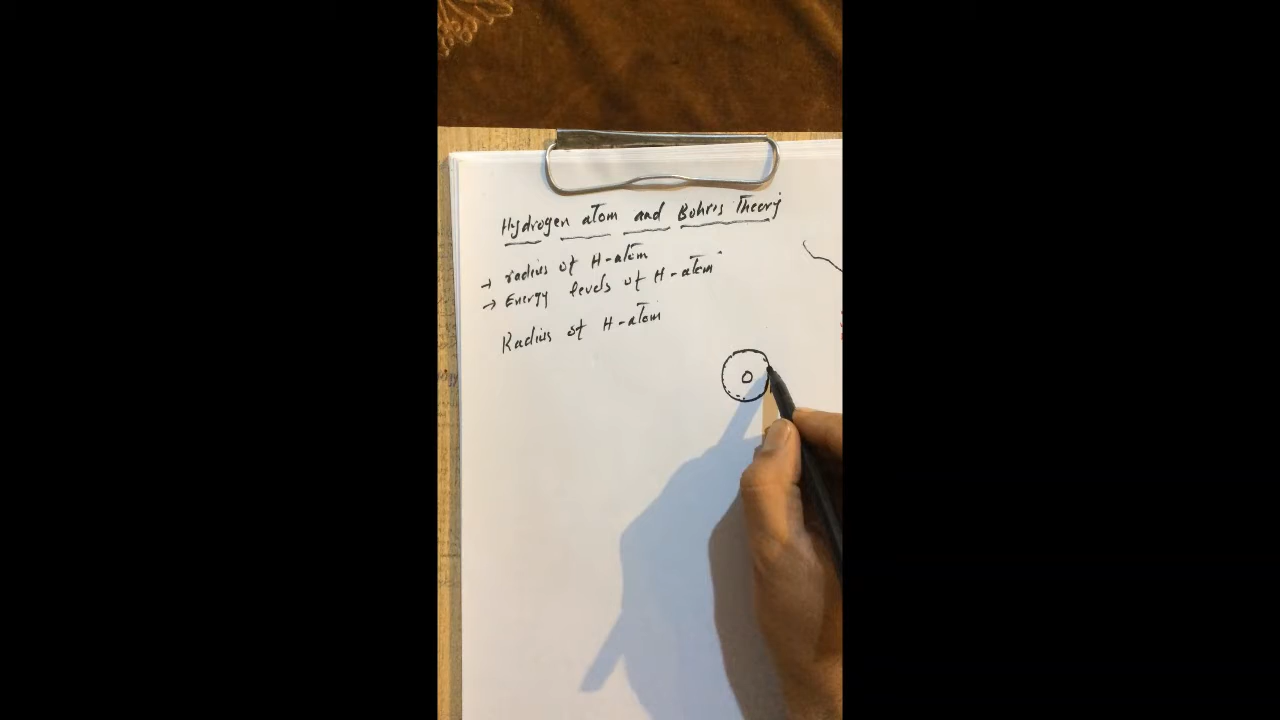 Hydrogen atom and Bohrs Theory
→ radius of H-atom
→ Energy levels of H-atom
Radius of H-atom